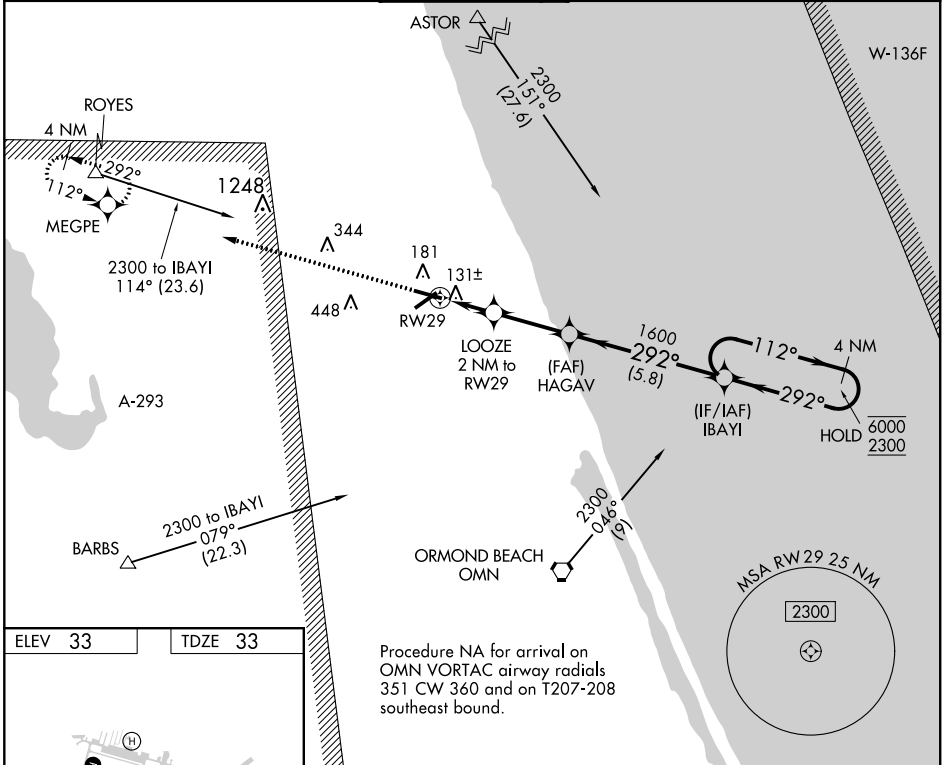 ASTOR
W-136F
2300
151°
(27.6)
ROYES
4 NM
292°
112°
MEGPE
1248
344
181
131±
448
RW29
2300 to IBAYI
114° (23.6)
LOOZE
2 NM to
RW29
(FAF)
HAGAV
1600
292°
(5.8)
112°
4 NM
292°
(IF/IAF)
IBAYI
HOLD
6000
2300
A-293
2300 to IBAYI
079°
(22.3)
BARBS
2300
046°
(9)
ORMOND BEACH
OMN
MSA RW29 25 NM
2300
Procedure NA for arrival on
OMN VORTAC airway radials
351 CW 360 and on T207-208
southeast bound.
ELEV 33
TDZE 33
H